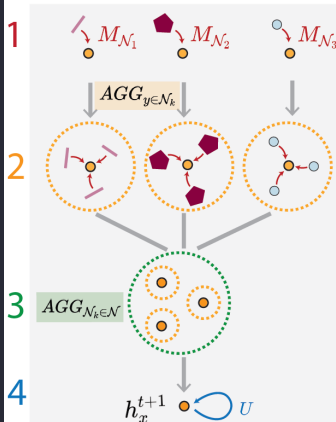 1 $M_{\mathcal{N}_1}$ $M_{\mathcal{N}_2}$ $M_{\mathcal{N}_3}$
$AGG_{y \in \mathcal{N}_k}$
2
3 $AGG_{\mathcal{N}_k \in \mathcal{N}}$
4 $h_x^{t+1}$ $U$